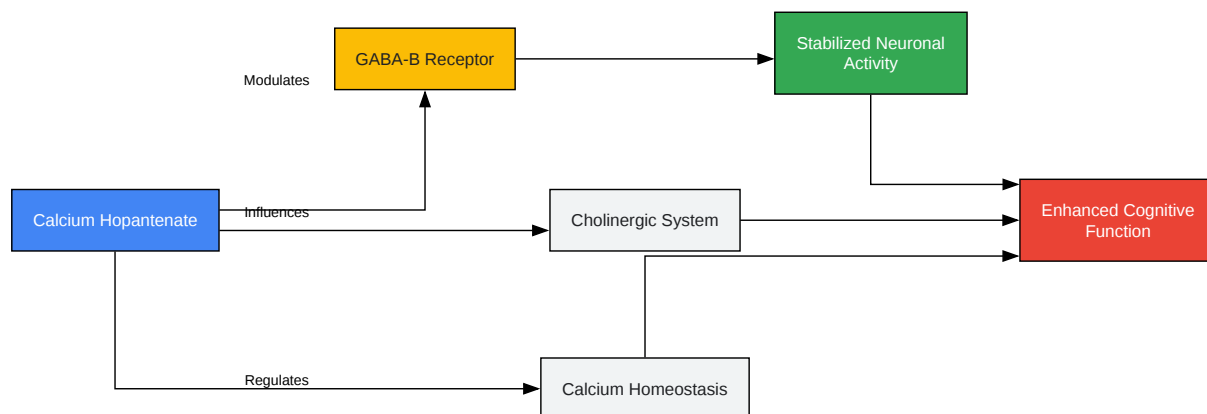 Stabilized Neuronal
Activity
GABA-B Receptor
Modulates
Calcium Hopantenate
Influences
Cholinergic System
Enhanced Cognitive
Function
Regulates
Calcium Homeostasis